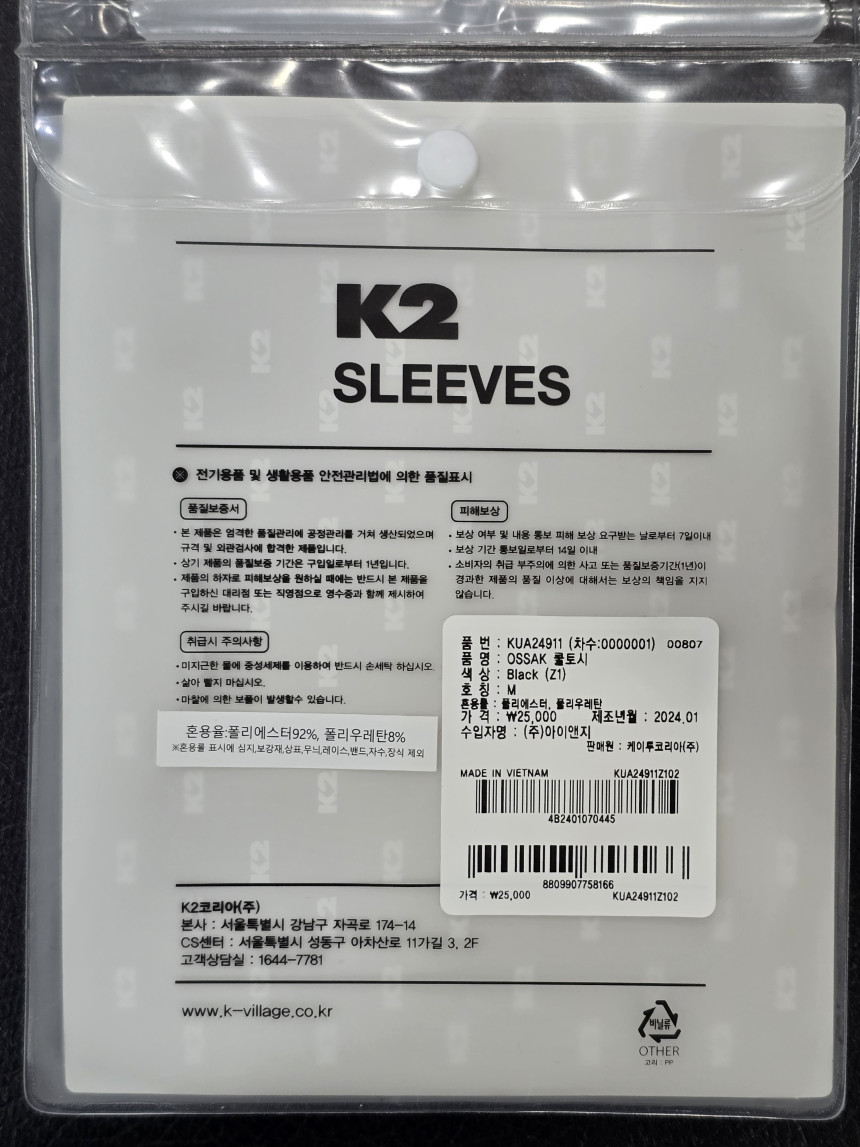 K2
SLEEVES
※ 전기용품 및 생활용품 안전관리법에 의한 품질표시
품질보증서
• 본 제품은 엄격한 품질관리에 공정관리를 거쳐 생산되었으며
규격 및 외관검사에 합격한 제품입니다.
• 상기 제품의 품질보증 기간은 구입일로부터 1년입니다.
• 제품의 하자로 피해보상을 원하실 때에는 반드시 본 제품을
구입하신 대리점 또는 직영점으로 영수증과 함께 제시하여
주시길 바랍니다.
피해보상
• 보상 여부 및 내용 통보 피해 보상 요구받는 날로부터 7일이내
• 보상 기간 통보일로부터 14일 이내
• 소비자의 취급 부주의에 의한 사고 또는 품질보증기간(1년)이
경과한 제품의 품질 이상에 대해서는 보상의 책임을 지지
않습니다.
취급시 주의사항
• 미지근한 물에 중성세제를 이용하여 반드시 손세탁 하십시오.
• 삶아 빨지 마십시오.
• 마찰에 의한 보풀이 발생할수 있습니다.
혼용율:폴리에스터92%, 폴리우레탄8%
※혼용률 표시에 심지,보강재,상표,무늬,레이스,밴드,자수,장식 제외
품 번 : KUA24911 (차수:0000001) 00807
품 명 : OSSAK 쿨토시
색 상 : Black (Z1)
호 칭 : M
혼용률 : 폴리에스터, 폴리우레탄
가 격 : ₩25,000 제조년월 : 2024.01
수입자명 : (주)아이앤지
판매원 : 케이투코리아(주)
MADE IN VIETNAM KUA24911Z102
4B2401070445
8809907758166
가격 : ₩25,000 KUA24911Z102
K2코리아(주)
본사 : 서울특별시 강남구 자곡로 174-14
CS센터 : 서울특별시 성동구 아차산로 11가길 3, 2F
고객상담실 : 1644-7781
www.k-village.co.kr
비닐류
OTHER
고리 : PP